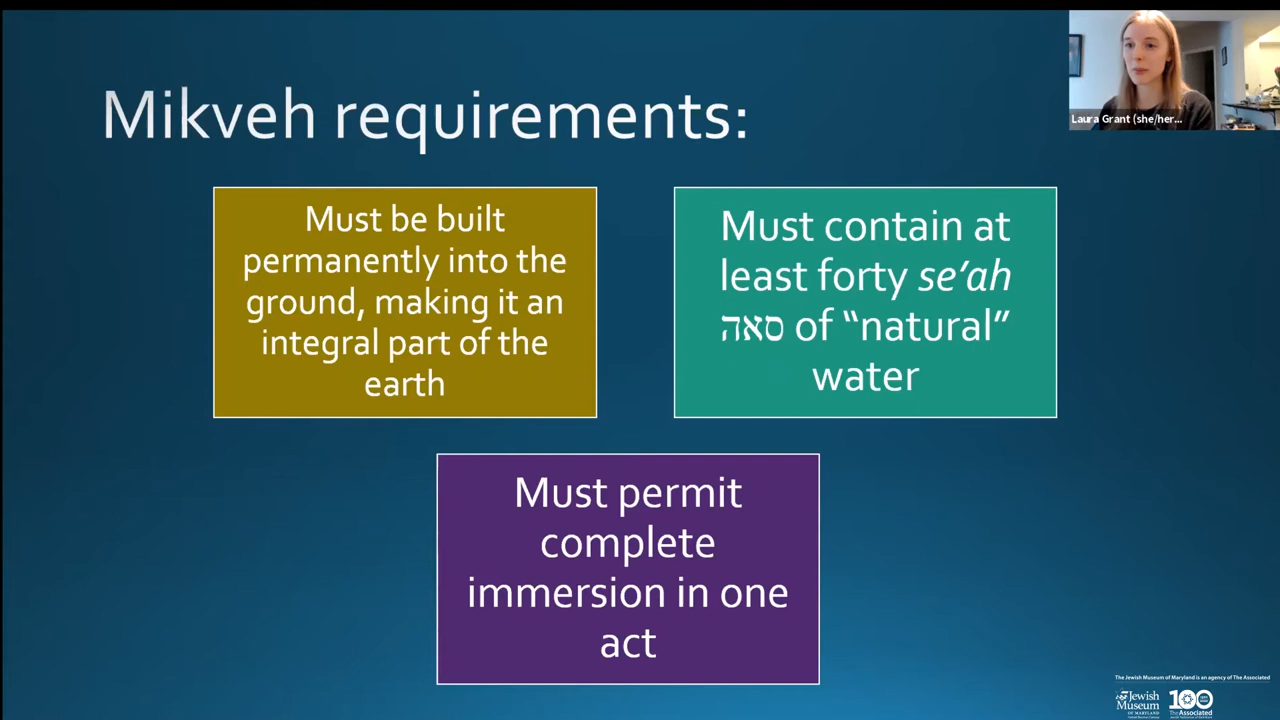 Mikveh requirements:
Laura Grant (she/her...
Must be built
permanently into the
ground, making it an
integral part of the
earth
Must contain at
least forty se’ah
סאה of “natural”
water
Must permit
complete
immersion in one
act
The Jewish Museum of Maryland is an agency of The Associated
Jewish
Museum
OF MARYLAND
100
The Associated